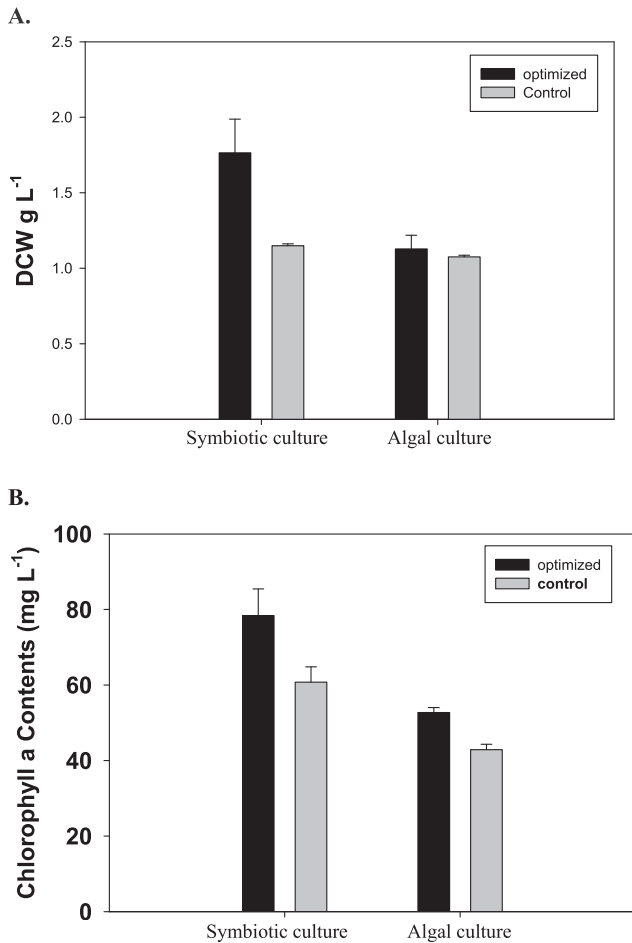 A.
2.5
2.0
1.5
1.0
0.5
0.0
DCW g L-1
optimized
Control
Symbiotic culture Algal culture
B.
100
80
60
40
20
0
Chlorophyll a Contents (mg L-1)
optimized
control
Symbiotic culture Algal culture